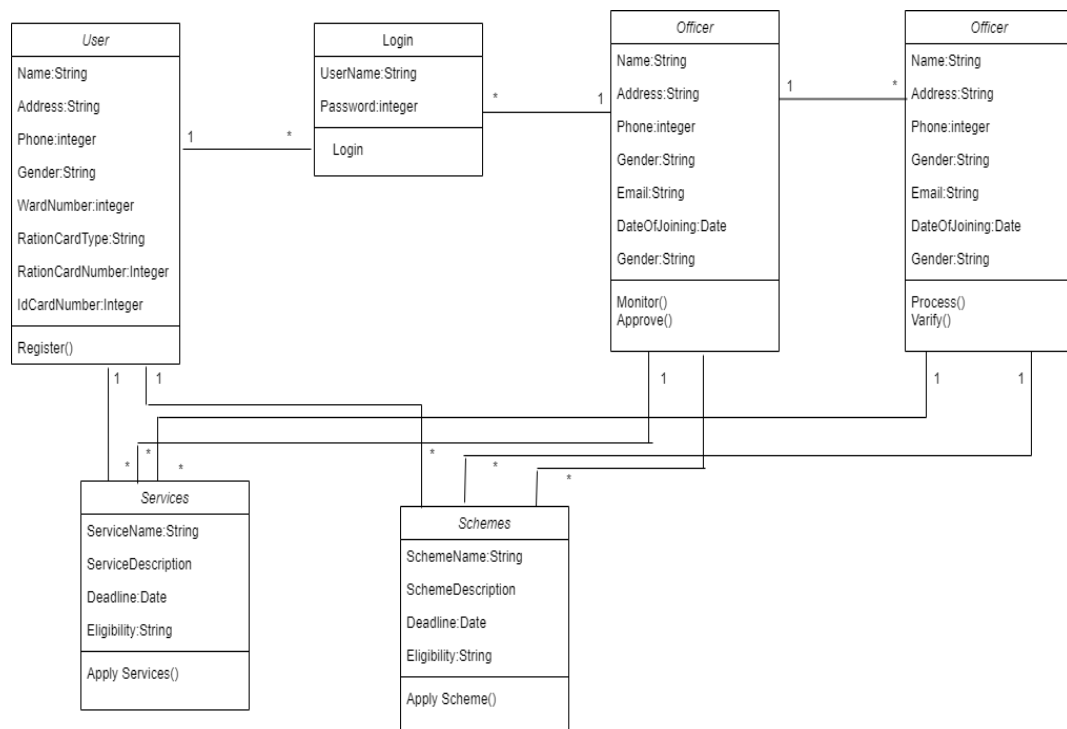 User
Name:String
Address:String
Phone:integer
Gender:String
WardNumber:integer
RationCardType:String
RationCardNumber:Integer
IdCardNumber:Integer
Register()
Login
UserName:String
Password:integer
Login
Officer
Name:String
Address:String
Phone:integer
Gender:String
Email:String
DateOfJoining:Date
Gender:String
Monitor()
Approve()
Officer
Name:String
Address:String
Phone:integer
Gender:String
Email:String
DateOfJoining:Date
Gender:String
Process()
Varify()
1
*
*
1
1
*
1
1
1
1
1
*
*
*
*
*
*
Services
ServiceName:String
ServiceDescription
Deadline:Date
Eligibility:String
Apply Services()
Schemes
SchemeName:String
SchemeDescription
Deadline:Date
Eligibility:String
Apply Scheme()